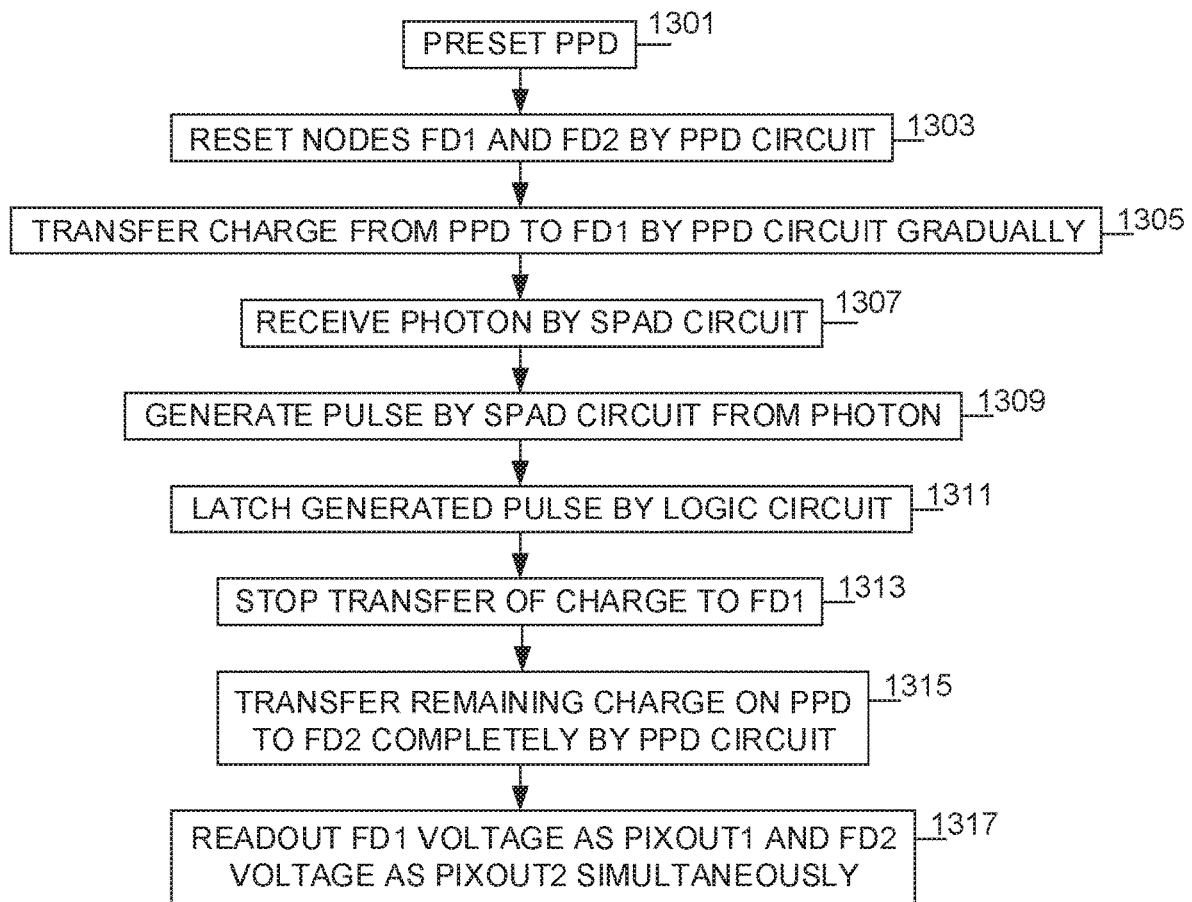 PRESET PPD
1301
RESET NODES FD1 AND FD2 BY PPD CIRCUIT
1303
TRANSFER CHARGE FROM PPD TO FD1 BY PPD CIRCUIT GRADUALLY
1305
RECEIVE PHOTON BY SPAD CIRCUIT
1307
GENERATE PULSE BY SPAD CIRCUIT FROM PHOTON
1309
LATCH GENERATED PULSE BY LOGIC CIRCUIT
1311
STOP TRANSFER OF CHARGE TO FD1
1313
TRANSFER REMAINING CHARGE ON PPD
TO FD2 COMPLETELY BY PPD CIRCUIT
1315
READOUT FD1 VOLTAGE AS PIXOUT1 AND FD2
VOLTAGE AS PIXOUT2 SIMULTANEOUSLY
1317